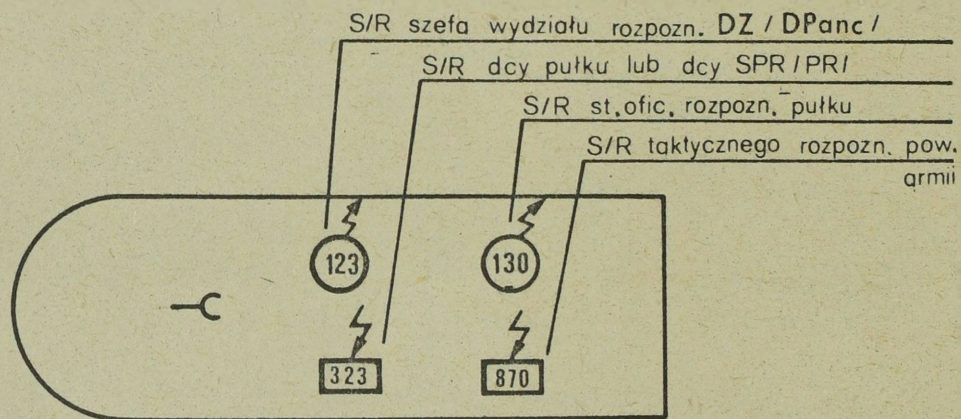 S/R szefa wydziału rozpozn. DZ / DPanc /
S/R dcy pułku lub dcy SPR / PR /
S/R st. ofic. rozpozn. pułku
S/R taktycznego rozpozn. pow.
armii
123
130
323
870